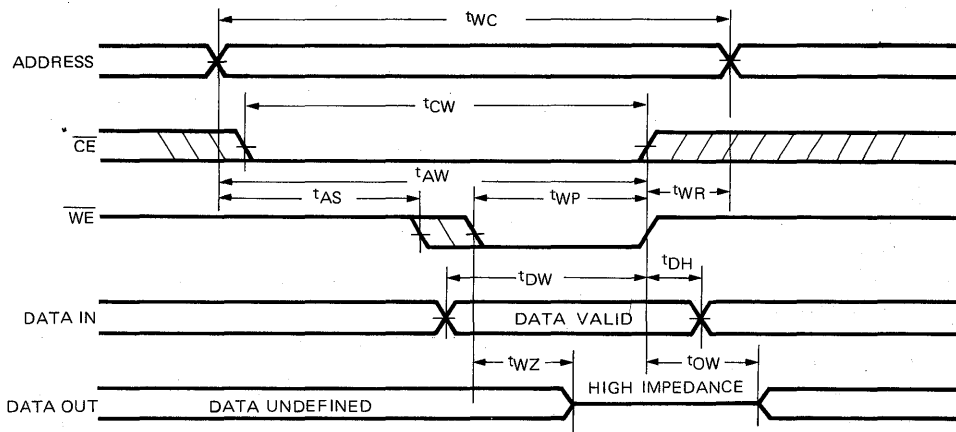 tWC
ADDRESS
tCW
CE
tAW
tAS
tWP
tWR
WE
tDW
tDH
DATA IN
DATA VALID
tWZ
tOW
HIGH IMPEDANCE
DATA OUT
DATA UNDEFINED